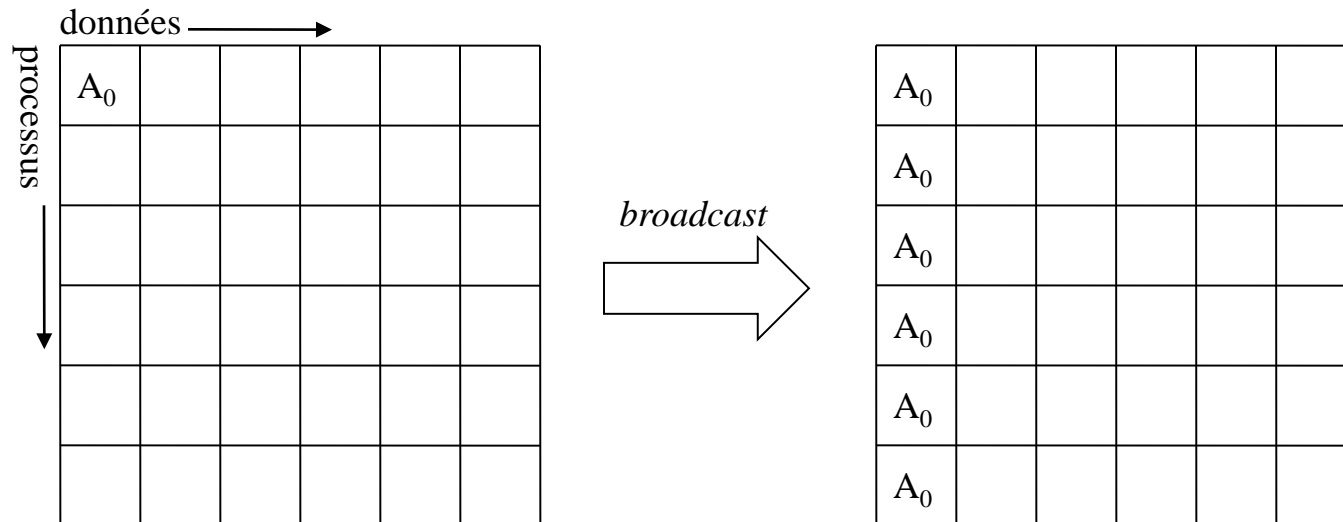 données
processus
A₀
broadcast
A₀
A₀
A₀
A₀
A₀
A₀